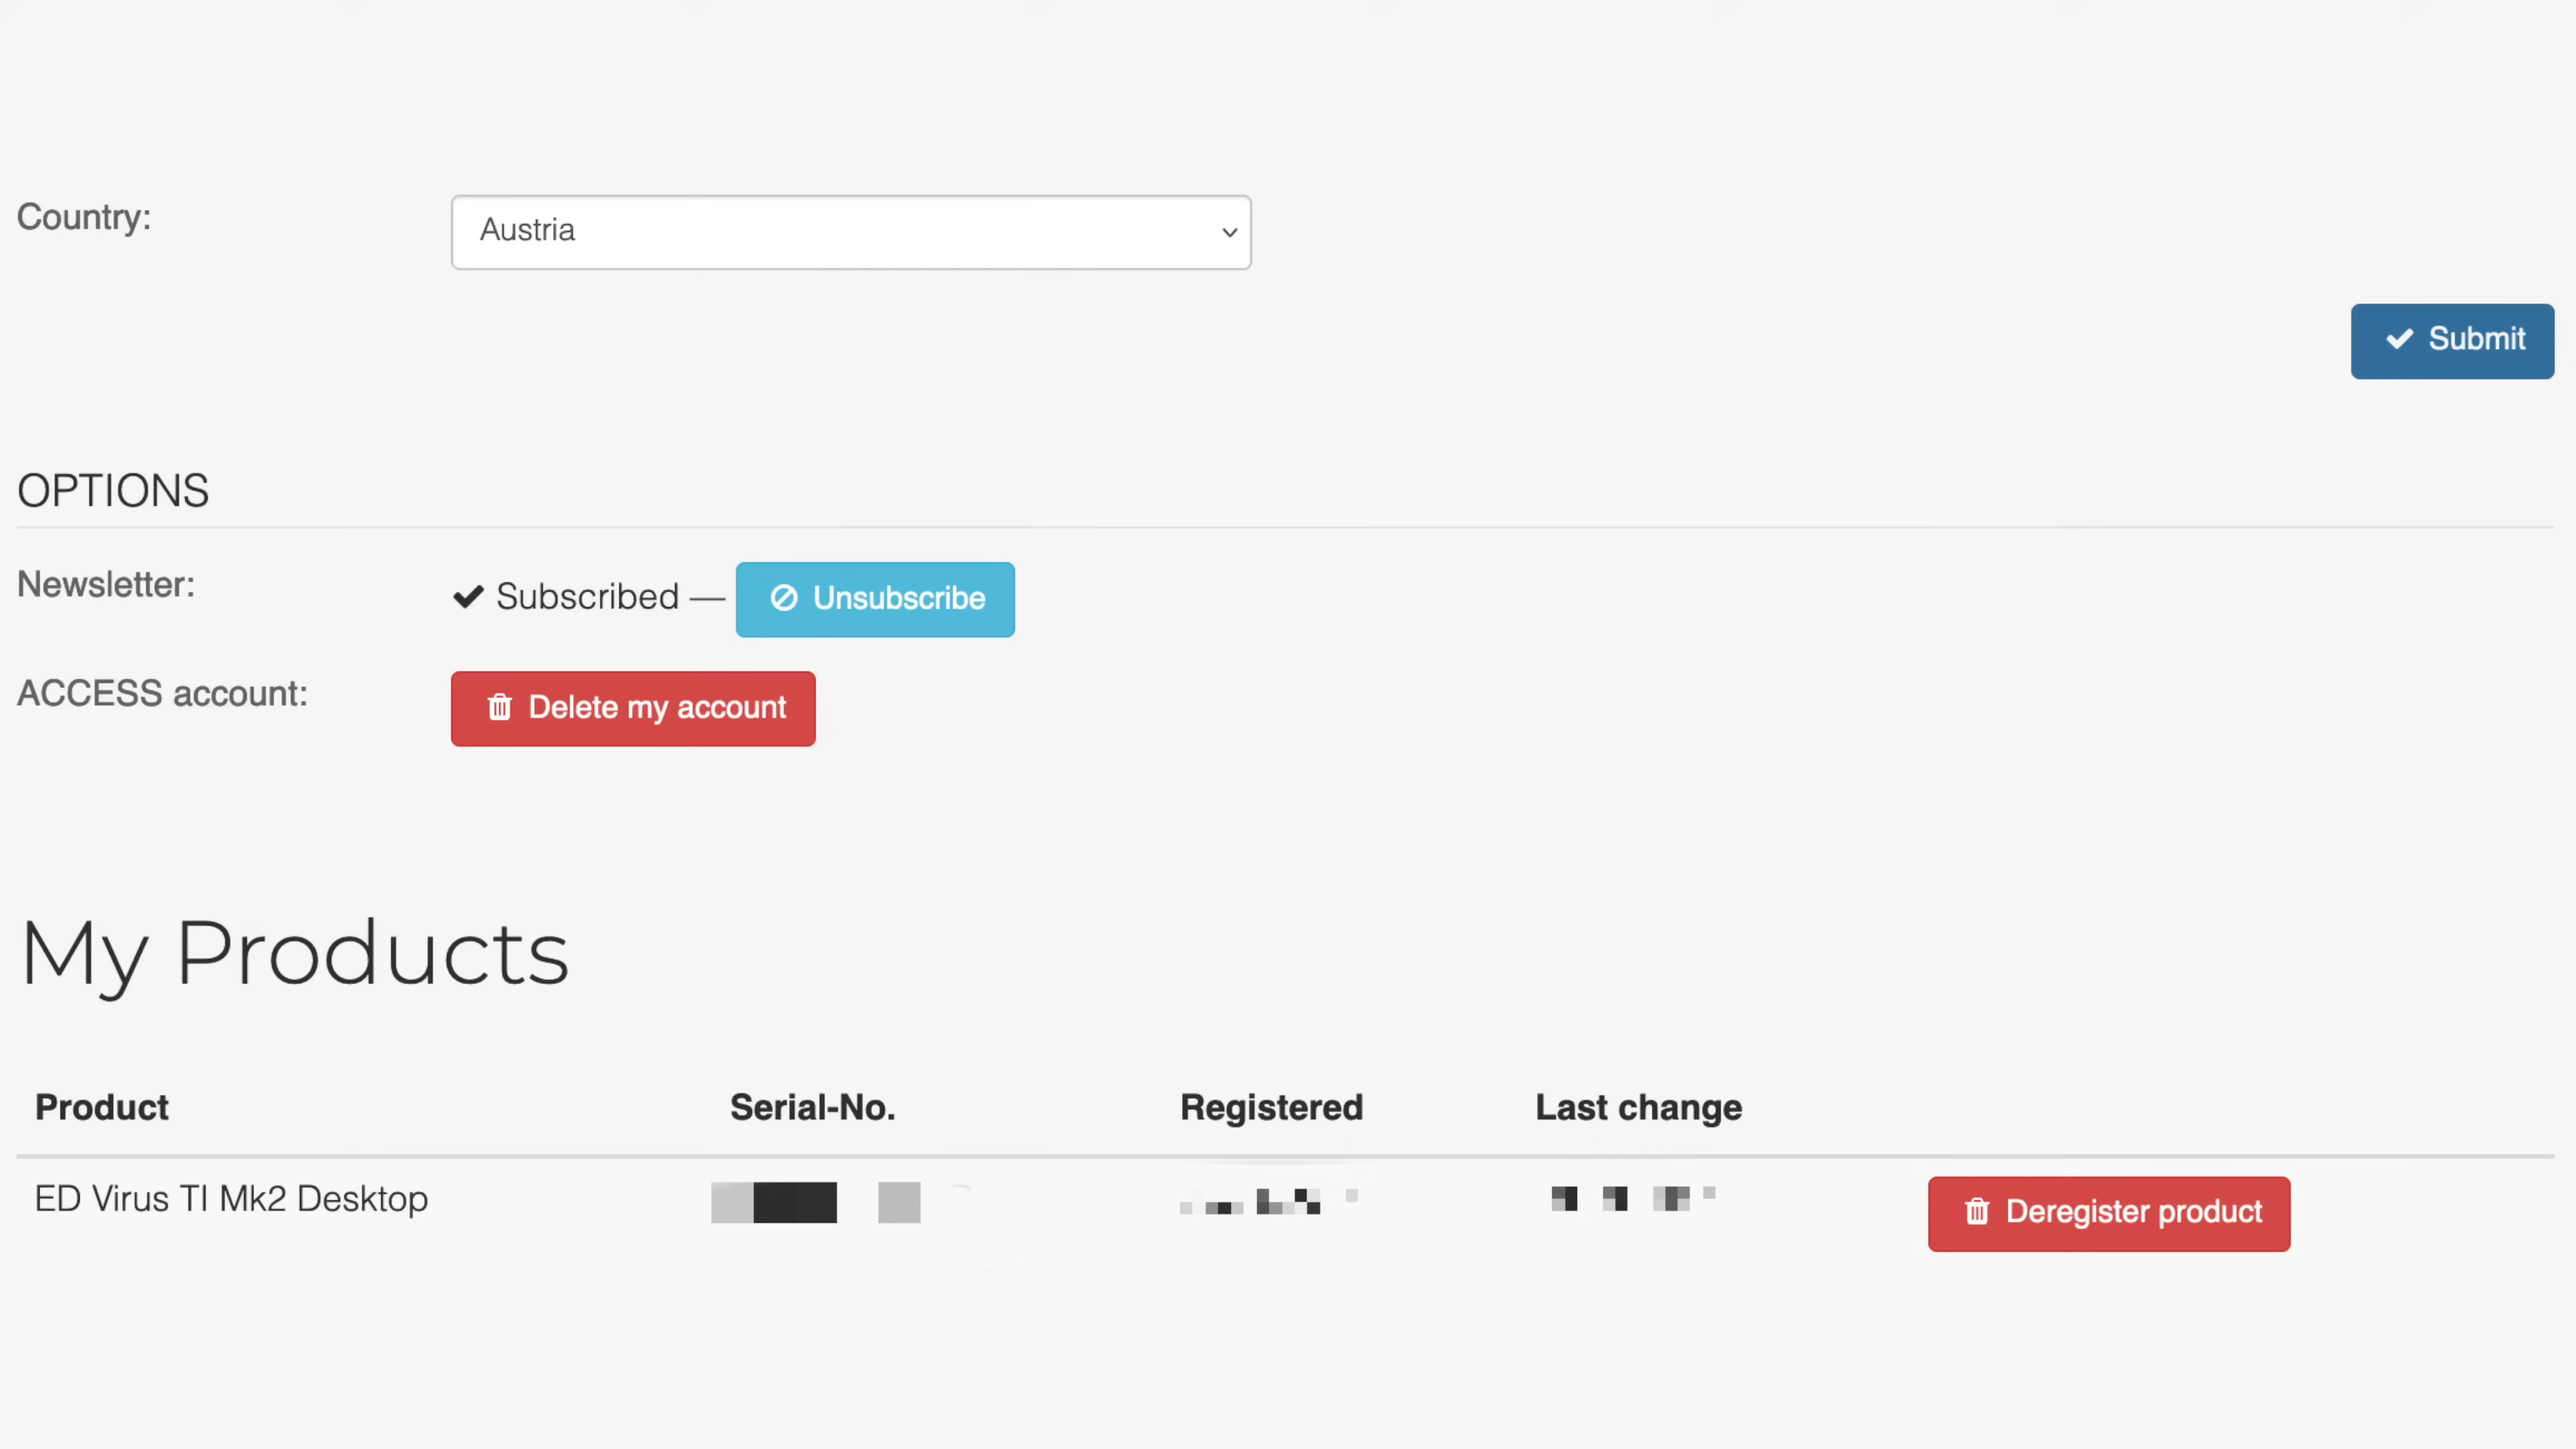 Country:
Austria
Submit
OPTIONS
Newsletter:
Subscribed — Unsubscribe
ACCESS account:
Delete my account
My Products
Product Serial-No. Registered Last change
ED Virus TI Mk2 Desktop Deregister product